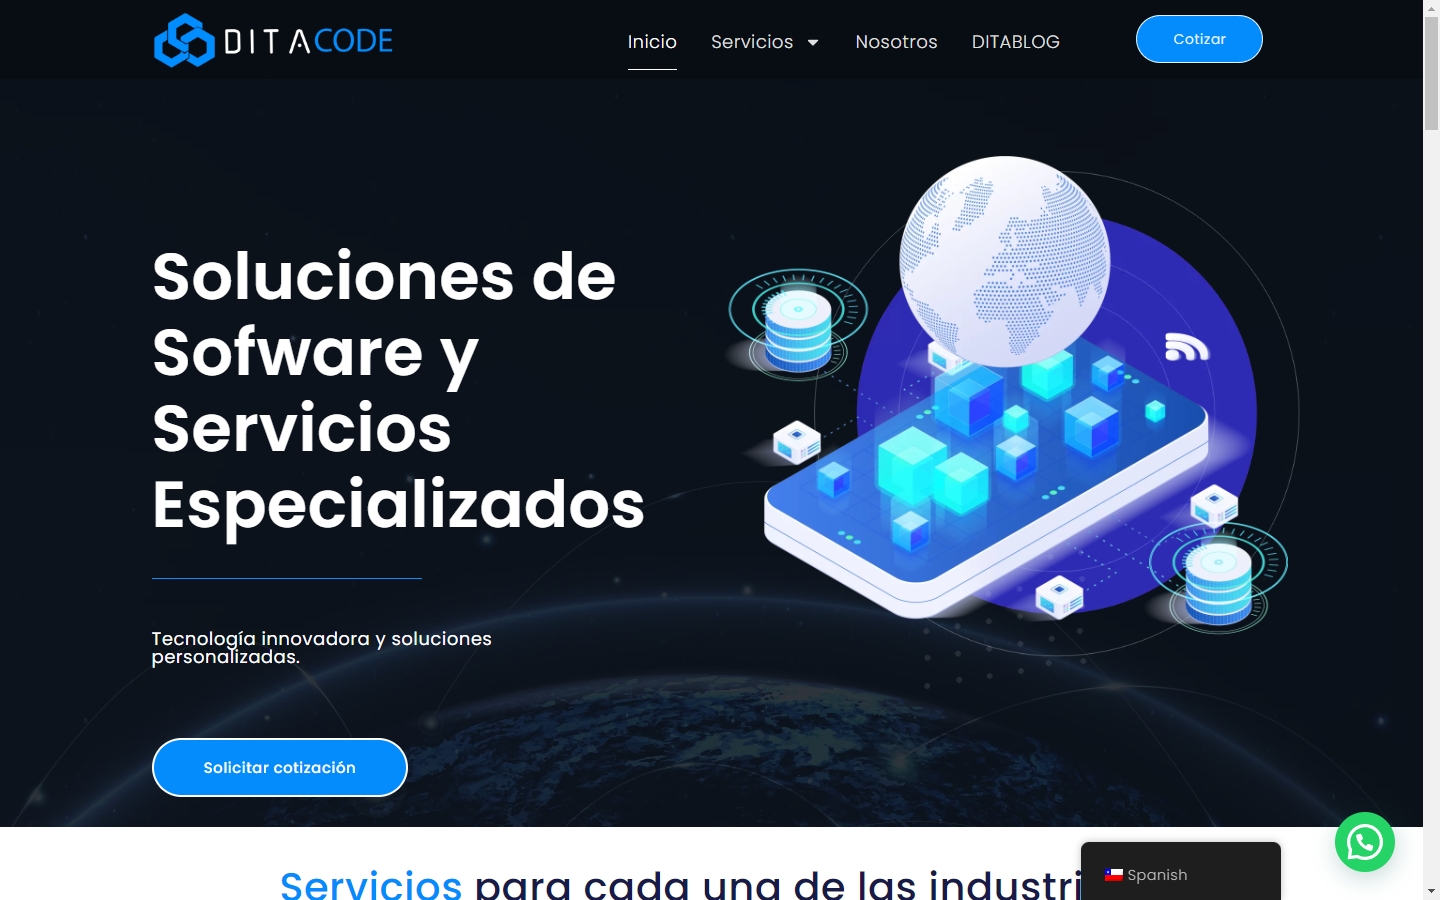 DITACODE
Inicio
Servicios
Nosotros
DITABLOG
Cotizar
Soluciones de
Sofware y
Servicios
Especializados
Tecnología innovadora y soluciones
personalizadas.
Solicitar cotización
Servicios para cada una de las industri
Spanish